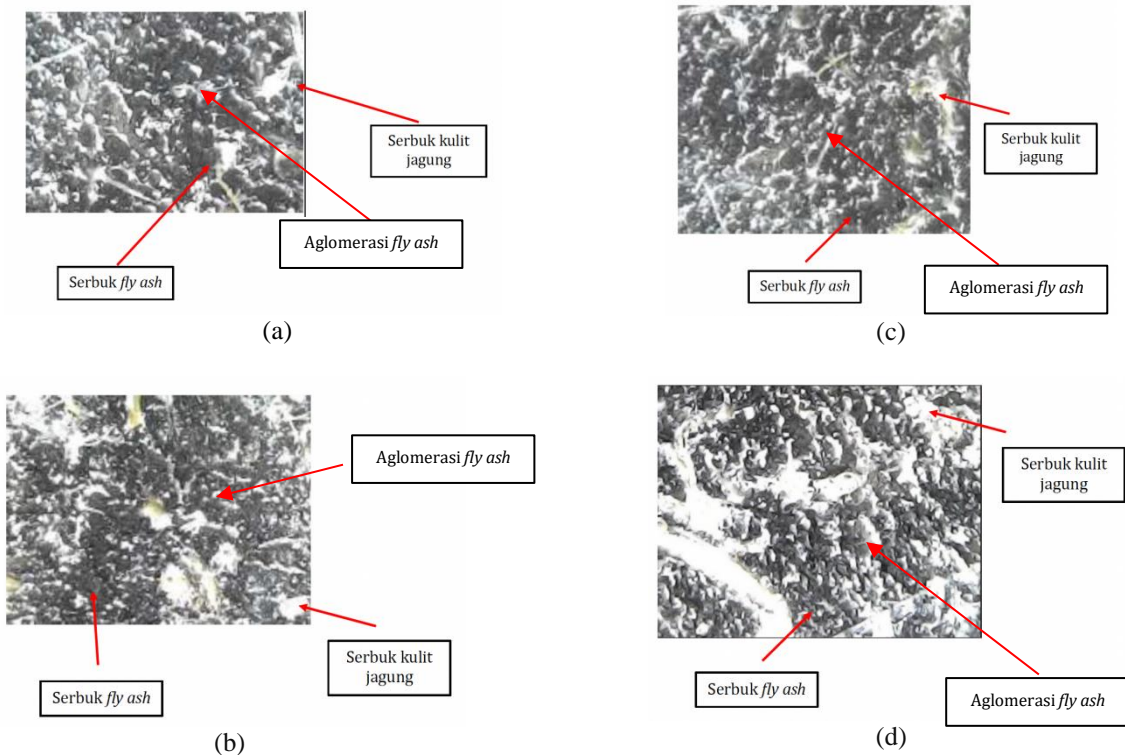 Serbuk kulit
jagung
Aglomerasi fly ash
Serbuk fly ash
(a)
Serbuk kulit
jagung
Serbuk fly ash
Aglomerasi fly ash
(c)
Aglomerasi fly ash
Serbuk kulit
jagung
Serbuk fly ash
(b)
Serbuk kulit
jagung
Serbuk fly ash
Aglomerasi fly ash
(d)